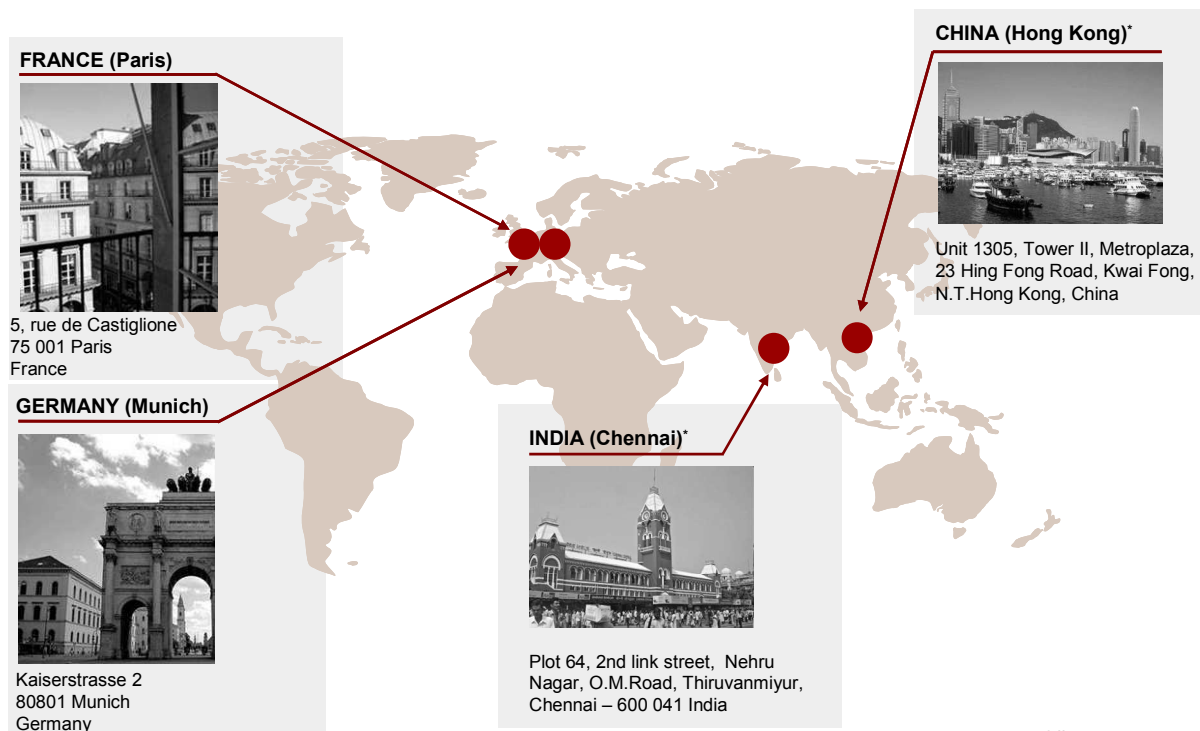 FRANCE (Paris)
5, rue de Castiglione
75 001 Paris
France
GERMANY (Munich)
Kaiserstrasse 2
80801 Munich
Germany
INDIA (Chennai)*
Plot 64, 2nd link street, Nehru
Nagar, O.M.Road, Thiruvanmiyur,
Chennai – 600 041 India
CHINA (Hong Kong)*
Unit 1305, Tower II, Metroplaza,
23 Hing Fong Road, Kwai Fong,
N.T.Hong Kong, China